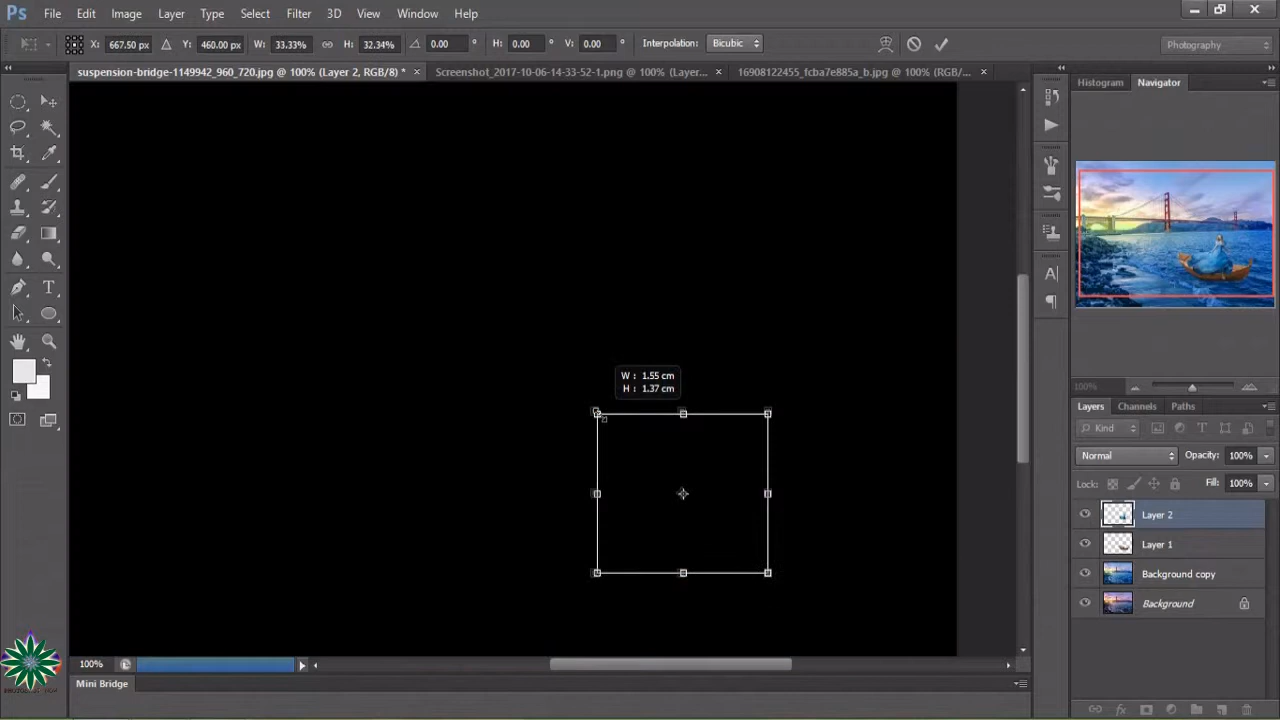 Ps File Edit Image Layer Type Select Filter 3D View Window Help
X: 667.50 px Y: 460.00 px W: 33.33% H: 32.34% 0.00 ° H: 0.00 ° V: 0.00 ° Interpolation: Bicubic Photography
suspension-bridge-1149942_960_720.jpg @ 100% (Layer 2, RGB/8) * × Screenshot_2017-10-06-14-33-52-1.png @ 100% (Layer... × 16908122455_fcba7e885a_b.jpg @ 100% (RGB/... ×
Histogram Navigator
W : 1.55 cm
H : 1.37 cm
100%
Layers Channels Paths
Kind
Normal Opacity: 100%
Lock: Fill: 100%
Layer 2
Layer 1
Background copy
Background
100%
Mini Bridge